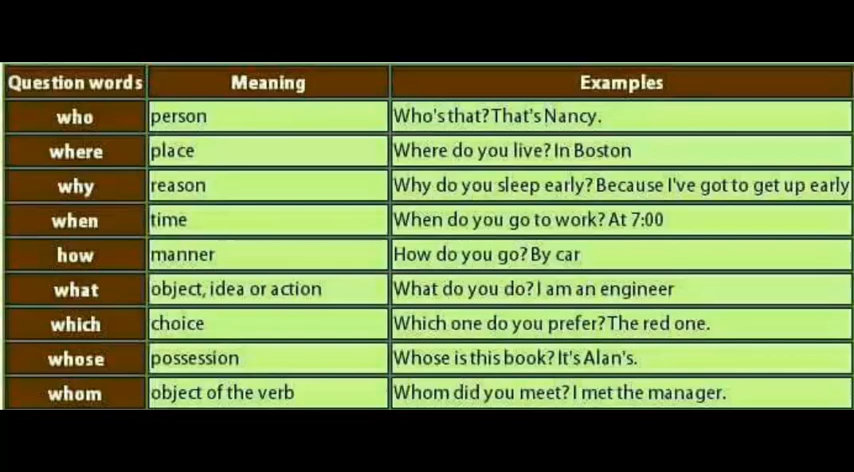 Question words Meaning Examples
who person Who's that? That's Nancy.
where place Where do you live? In Boston
why reason Why do you sleep early? Because I've got to get up early
when time When do you go to work? At 7:00
how manner How do you go? By car
what object, idea or action What do you do? I am an engineer
which choice Which one do you prefer? The red one.
whose possession Whose is this book? It's Alan's.
whom object of the verb Whom did you meet? I met the manager.